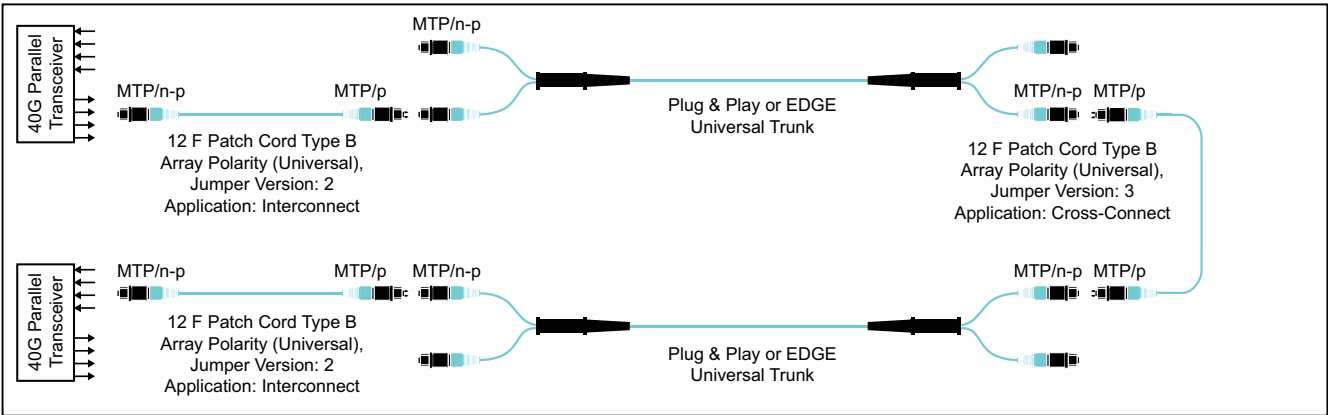 40G Parallel
Transceiver
MTP/n-p
MTP/p
12 F Patch Cord Type B
Array Polarity (Universal),
Jumper Version: 2
Application: Interconnect
MTP/n-p
Plug & Play or EDGE
Universal Trunk
MTP/n-p
MTP/p
12 F Patch Cord Type B
Array Polarity (Universal),
Jumper Version: 3
Application: Cross-Connect
40G Parallel
Transceiver
MTP/n-p
MTP/p
MTP/n-p
12 F Patch Cord Type B
Array Polarity (Universal),
Jumper Version: 2
Application: Interconnect
Plug & Play or EDGE
Universal Trunk
MTP/n-p
MTP/p